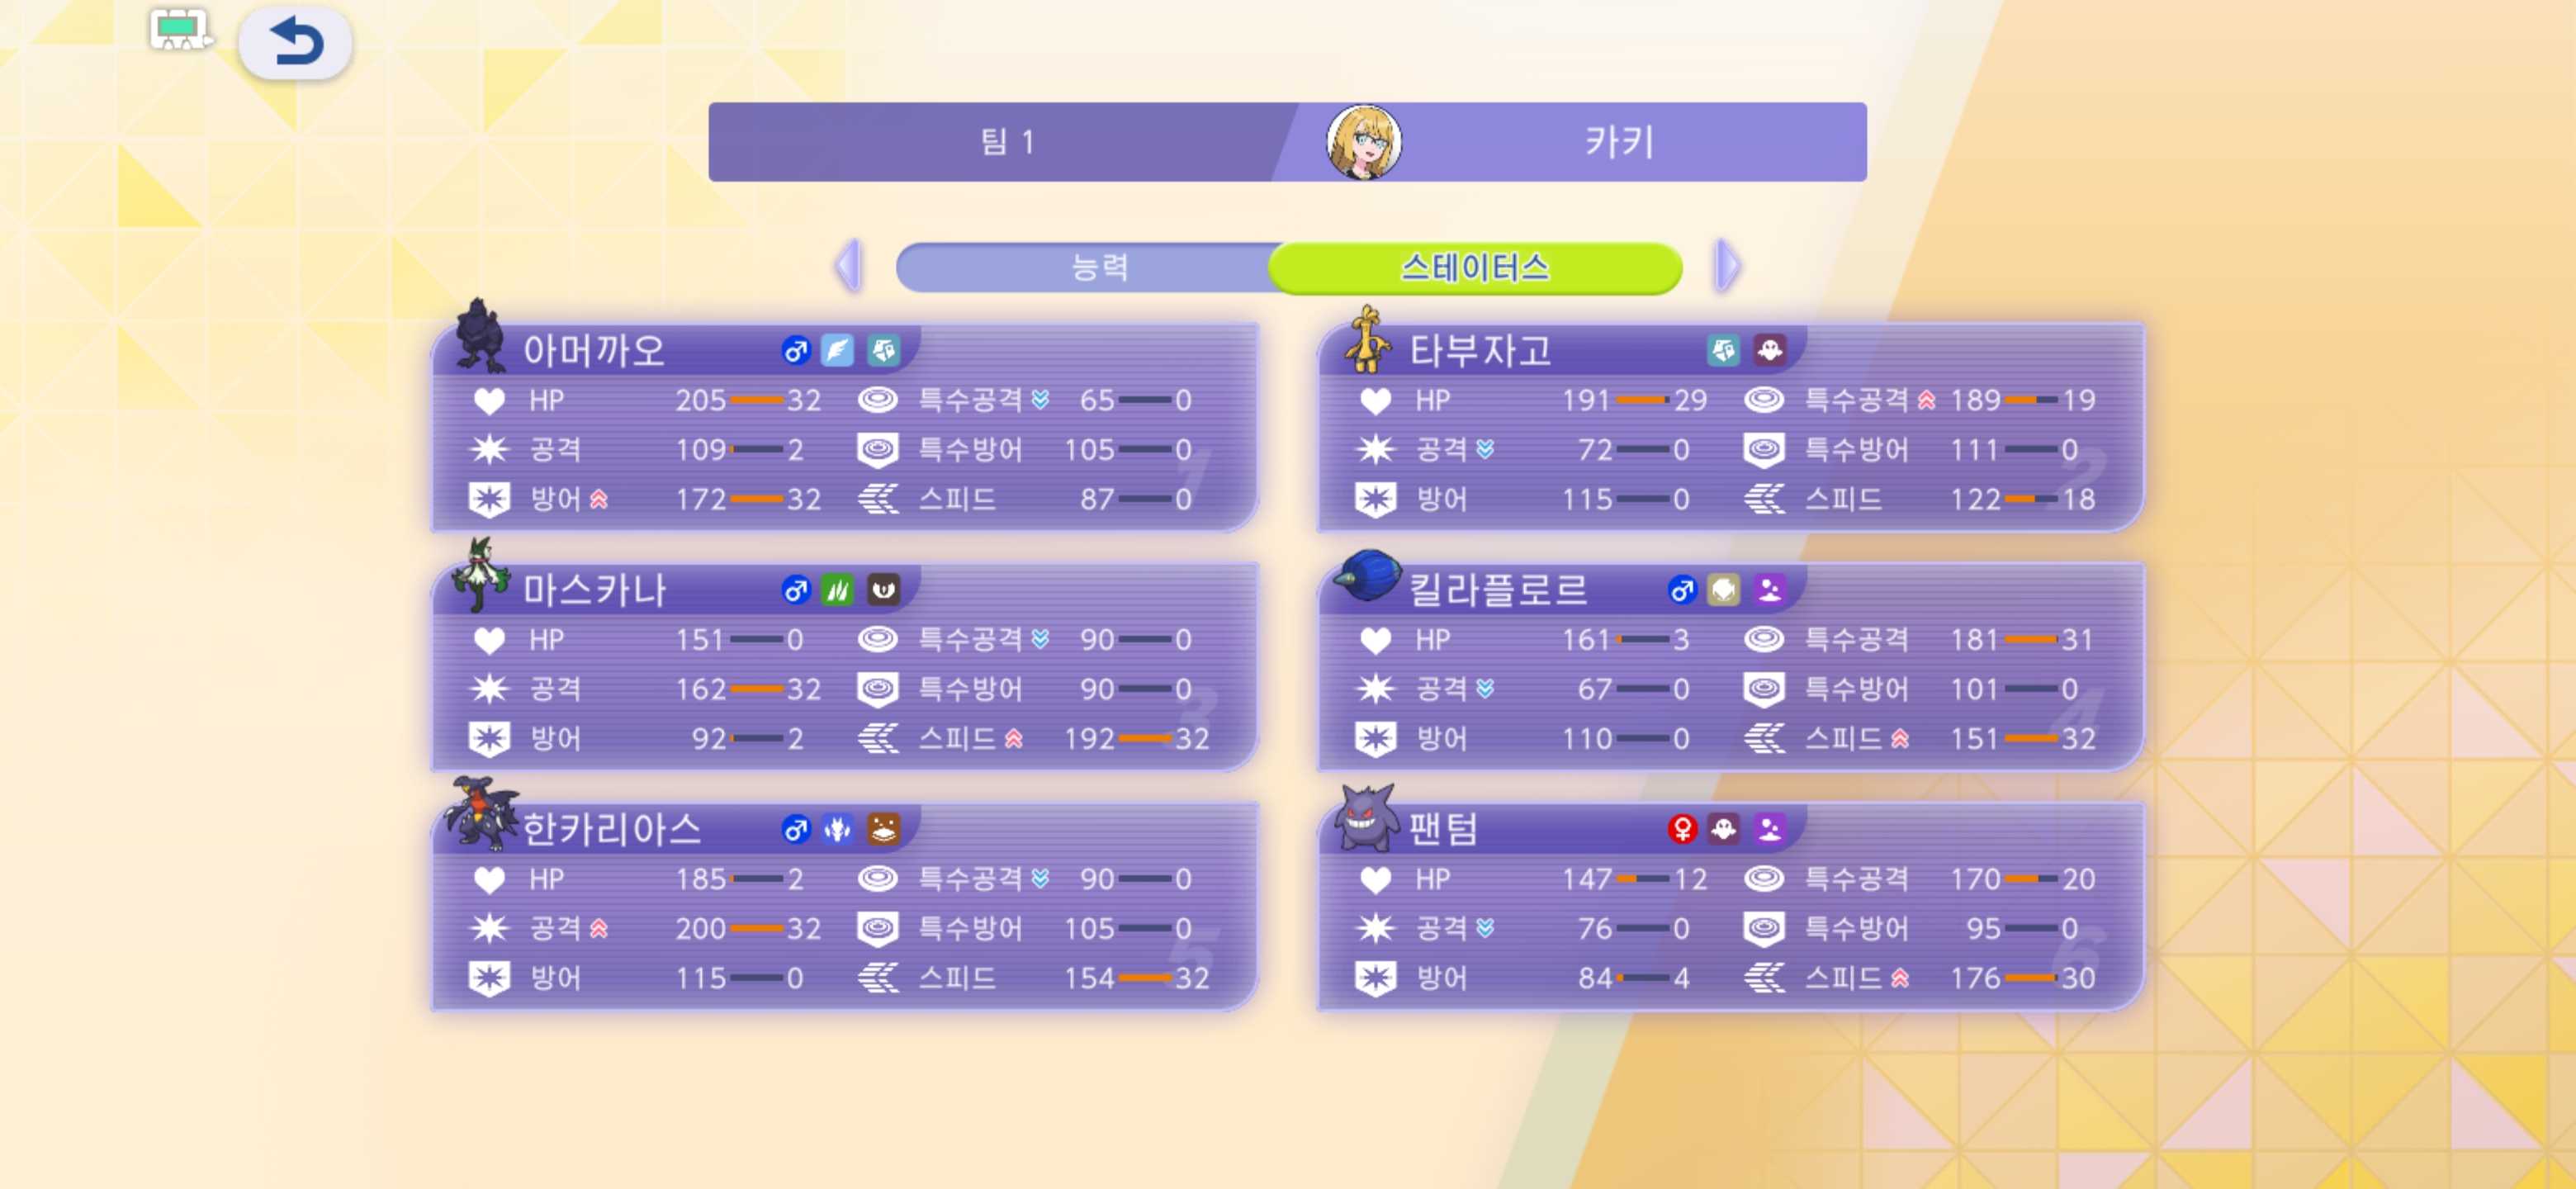 팀 1 카키
능력 스테이터스
아머까오
HP 205 32 특수공격 65 0
공격 109 2 특수방어 105 0
방어 172 32 스피드 87 0
1
타부자고
HP 191 29 특수공격 189 19
공격 72 0 특수방어 111 0
방어 115 0 스피드 122 18
2
마스카나
HP 151 0 특수공격 90 0
공격 162 32 특수방어 90 0
방어 92 2 스피드 192 32
3
킬라플로르
HP 161 3 특수공격 181 31
공격 67 0 특수방어 101 0
방어 110 0 스피드 151 32
4
한카리아스
HP 185 2 특수공격 90 0
공격 200 32 특수방어 105 0
방어 115 0 스피드 154 32
5
팬텀
HP 147 12 특수공격 170 20
공격 76 0 특수방어 95 0
방어 84 4 스피드 176 30
6